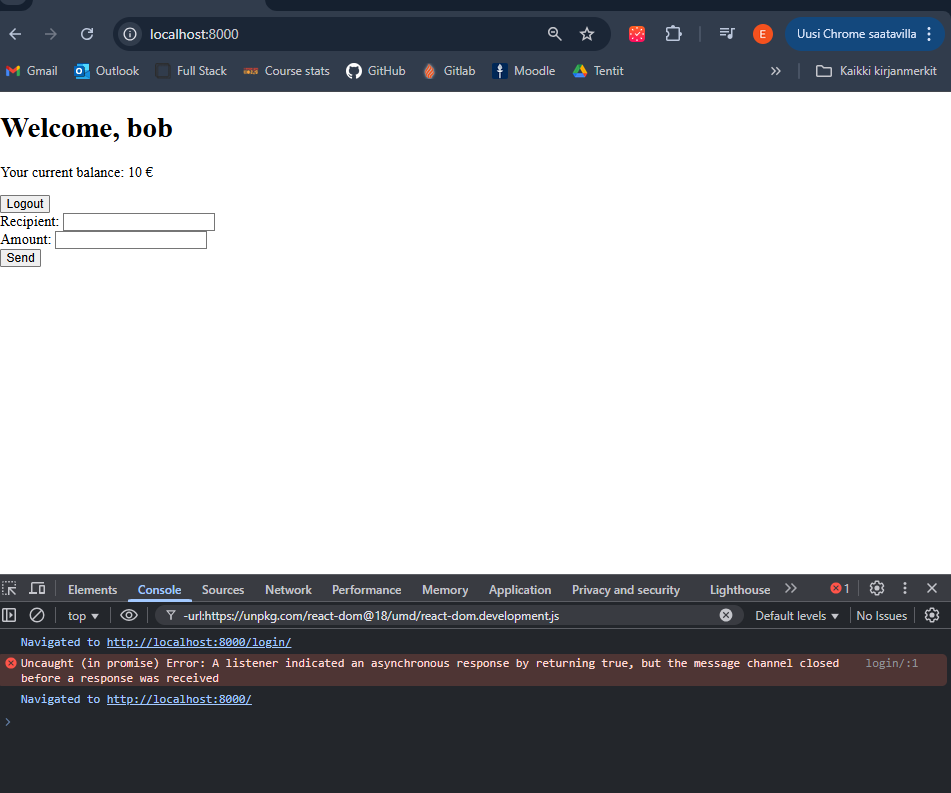 localhost:8000
E
Uusi Chrome saatavilla
Gmail Outlook Full Stack Course stats GitHub Gitlab Moodle Tentit » Kaikki kirjanmerkit
Welcome, bob
Your current balance: 10 €
Logout
Recipient:
Amount:
Send
Elements Console Sources Network Performance Memory Application Privacy and security Lighthouse » 1
top -url:https://unpkg.com/react-dom@18/umd/react-dom.development.js Default levels No Issues
Navigated to http://localhost:8000/login/
Uncaught (in promise) Error: A listener indicated an asynchronous response by returning true, but the message channel closed login/:1
before a response was received
Navigated to http://localhost:8000/